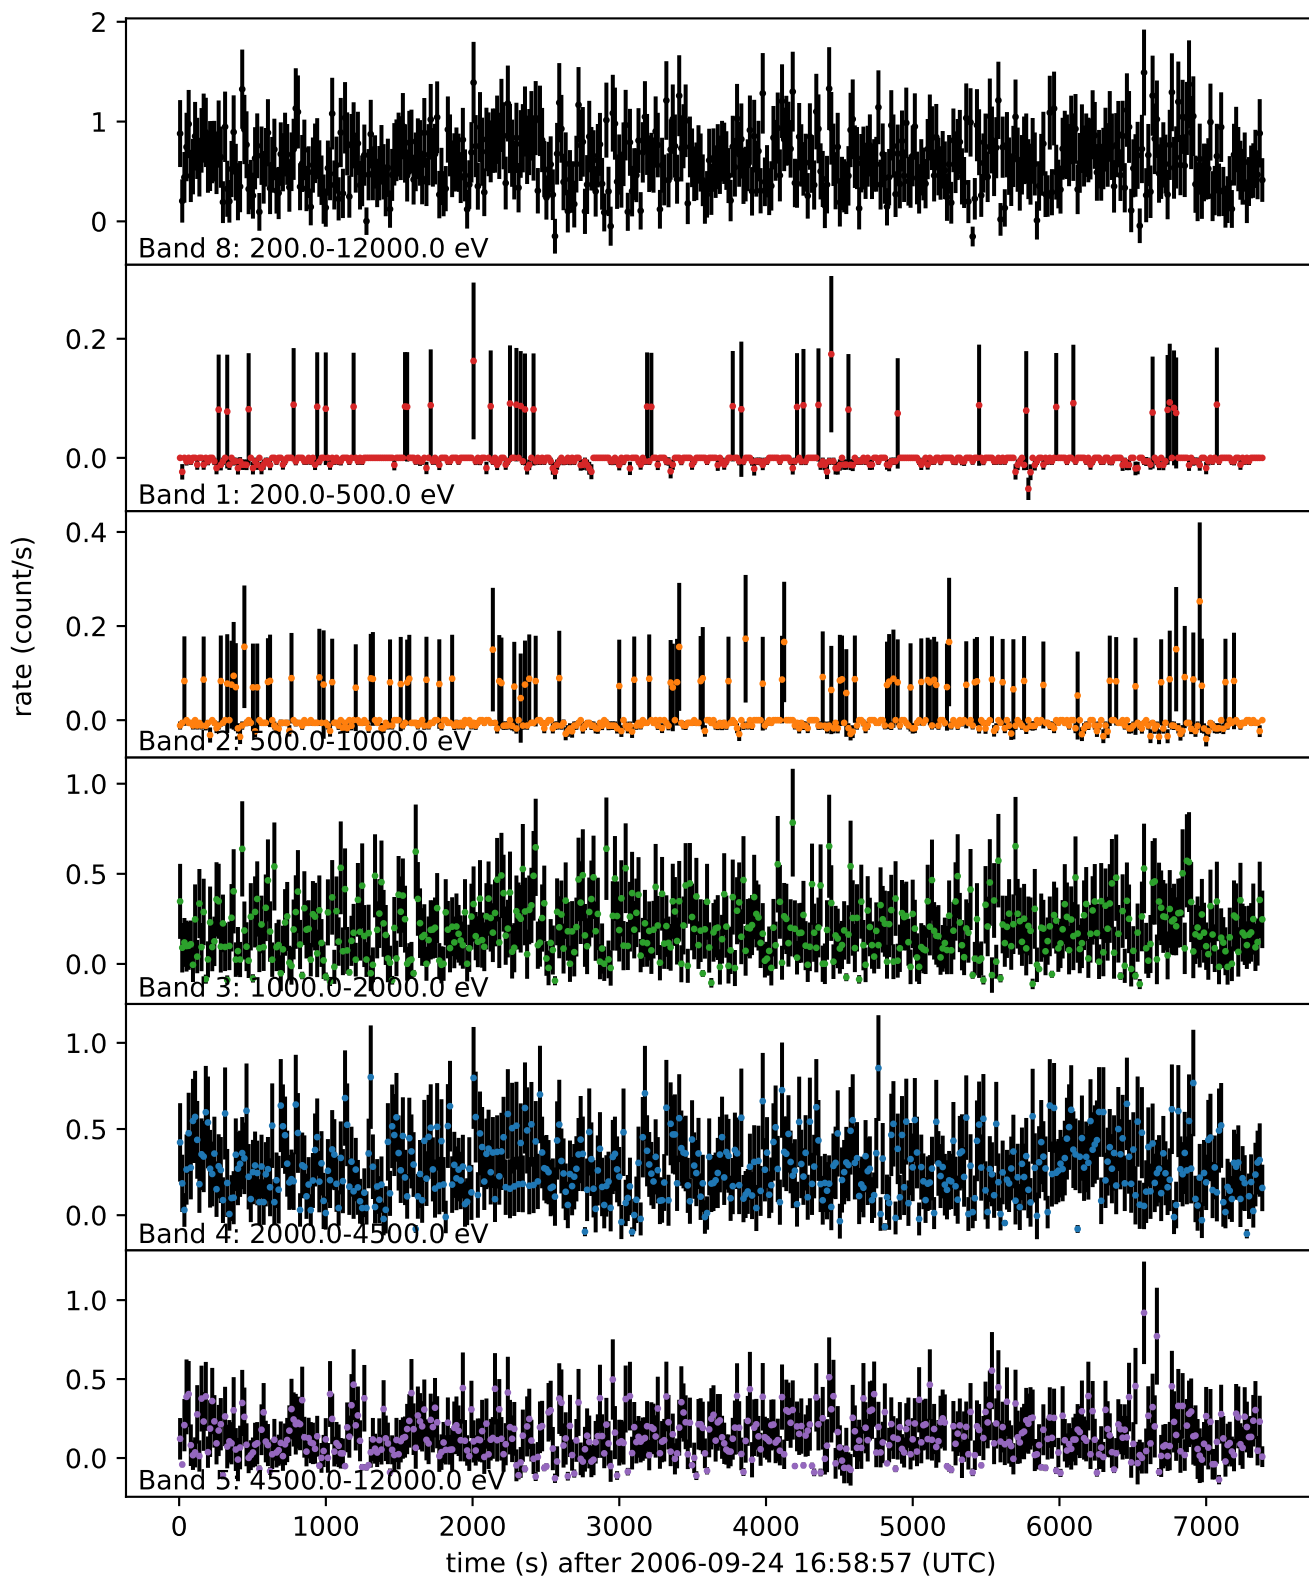 2
1
0
Band 8: 200.0-12000.0 eV
0.2
0.0
Band 1: 200.0-500.0 eV
0.4
0.2
0.0
Band 2: 500.0-1000.0 eV
rate (count/s)
1.0
0.5
0.0
Band 3: 1000.0-2000.0 eV
1.0
0.5
0.0
Band 4: 2000.0-4500.0 eV
1.0
0.5
0.0
Band 5: 4500.0-12000.0 eV
0 1000 2000 3000 4000 5000 6000 7000
time (s) after 2006-09-24 16:58:57 (UTC)